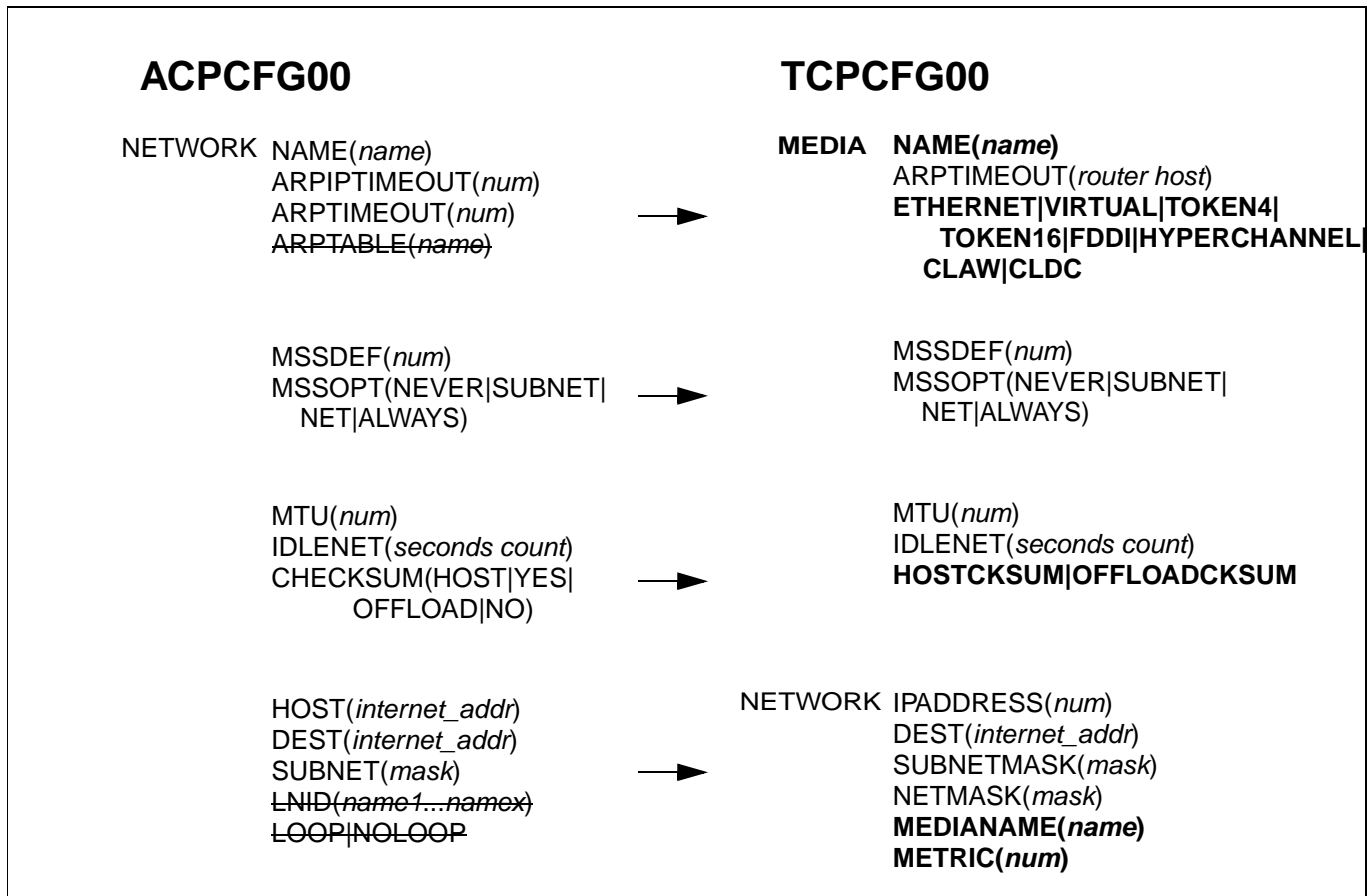 ACPCFG00
NETWORK NAME(name)
ARPIPTIMEOUT(num)
ARPTIMEOUT(num)
ARPTABLE(name)
MSSDEF(num)
MSSOPT(NEVER|SUBNET|
NET|ALWAYS)
MTU(num)
IDLENET(seconds count)
CHECKSUM(HOST|YES|
OFFLOAD|NO)
HOST(internet_addr)
DEST(internet_addr)
SUBNET(mask)
LNID(name1...namex)
LOOP|NOLOOP
TCPCFG00
MEDIA NAME(name)
ARPTIMEOUT(router host)
ETHERNET|VIRTUAL|TOKEN4|
TOKEN16|FDDI|HYPERCHANNEL|
CLAW|CLDC
MSSDEF(num)
MSSOPT(NEVER|SUBNET|
NET|ALWAYS)
MTU(num)
IDLENET(seconds count)
HOSTCKSUM|OFFLOADCKSUM
NETWORK IPADDRESS(num)
DEST(internet_addr)
SUBNETMASK(mask)
NETMASK(mask)
MEDIANAME(name)
METRIC(num)